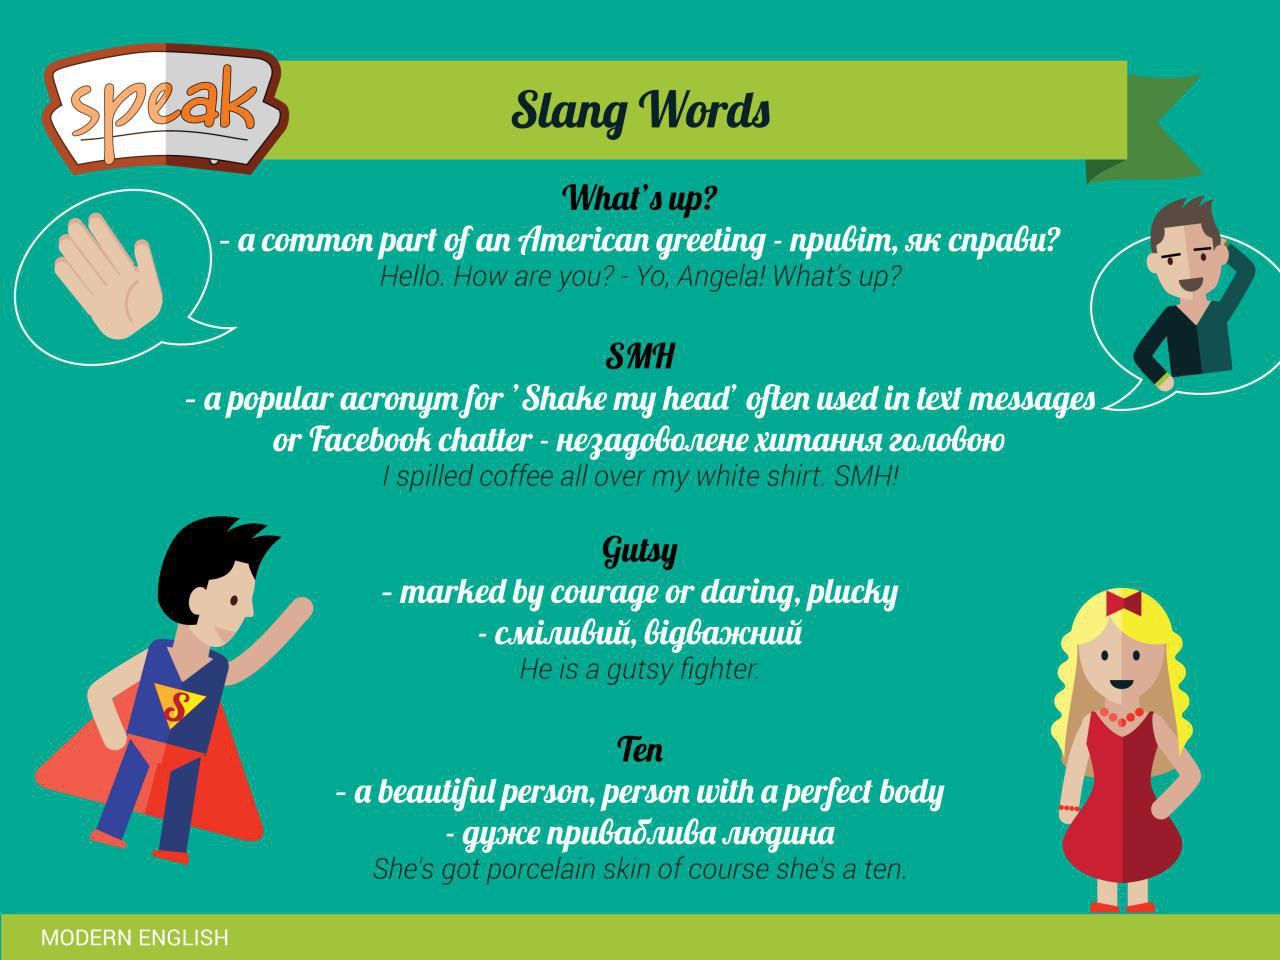 speak
Slang Words
What's up?
– a common part of an American greeting - привіт, як справи?
Hello. How are you? - Yo, Angela! What's up?
SMH
– a popular acronym for 'Shake my head' often used in text messages
or Facebook chatter - незадоволене хитання головою
I spilled coffee all over my white shirt. SMH!
Gutsy
– marked by courage or daring, plucky
- сміливий, відважний
He is a gutsy fighter.
S
Ten
– a beautiful person, person with a perfect body
- дуже приваблива людина
She's got porcelain skin of course she's a ten.
MODERN ENGLISH